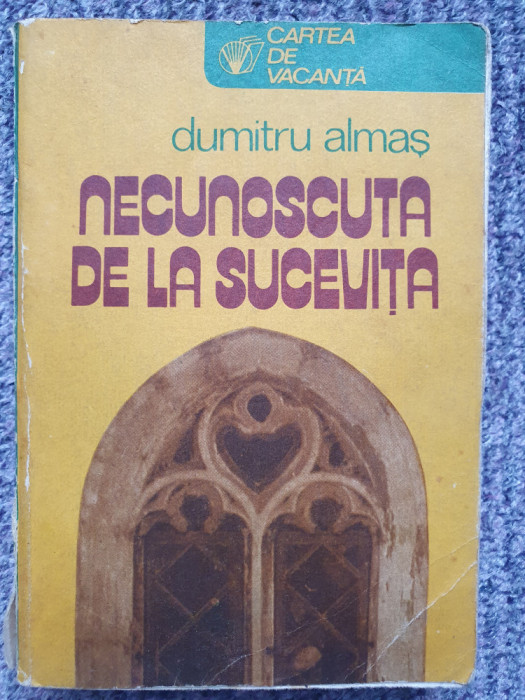 CARTEA
DE
VACANȚĂ
dumitru almaș
NECUNOSCUTA
DE LA SUCEVIȚA